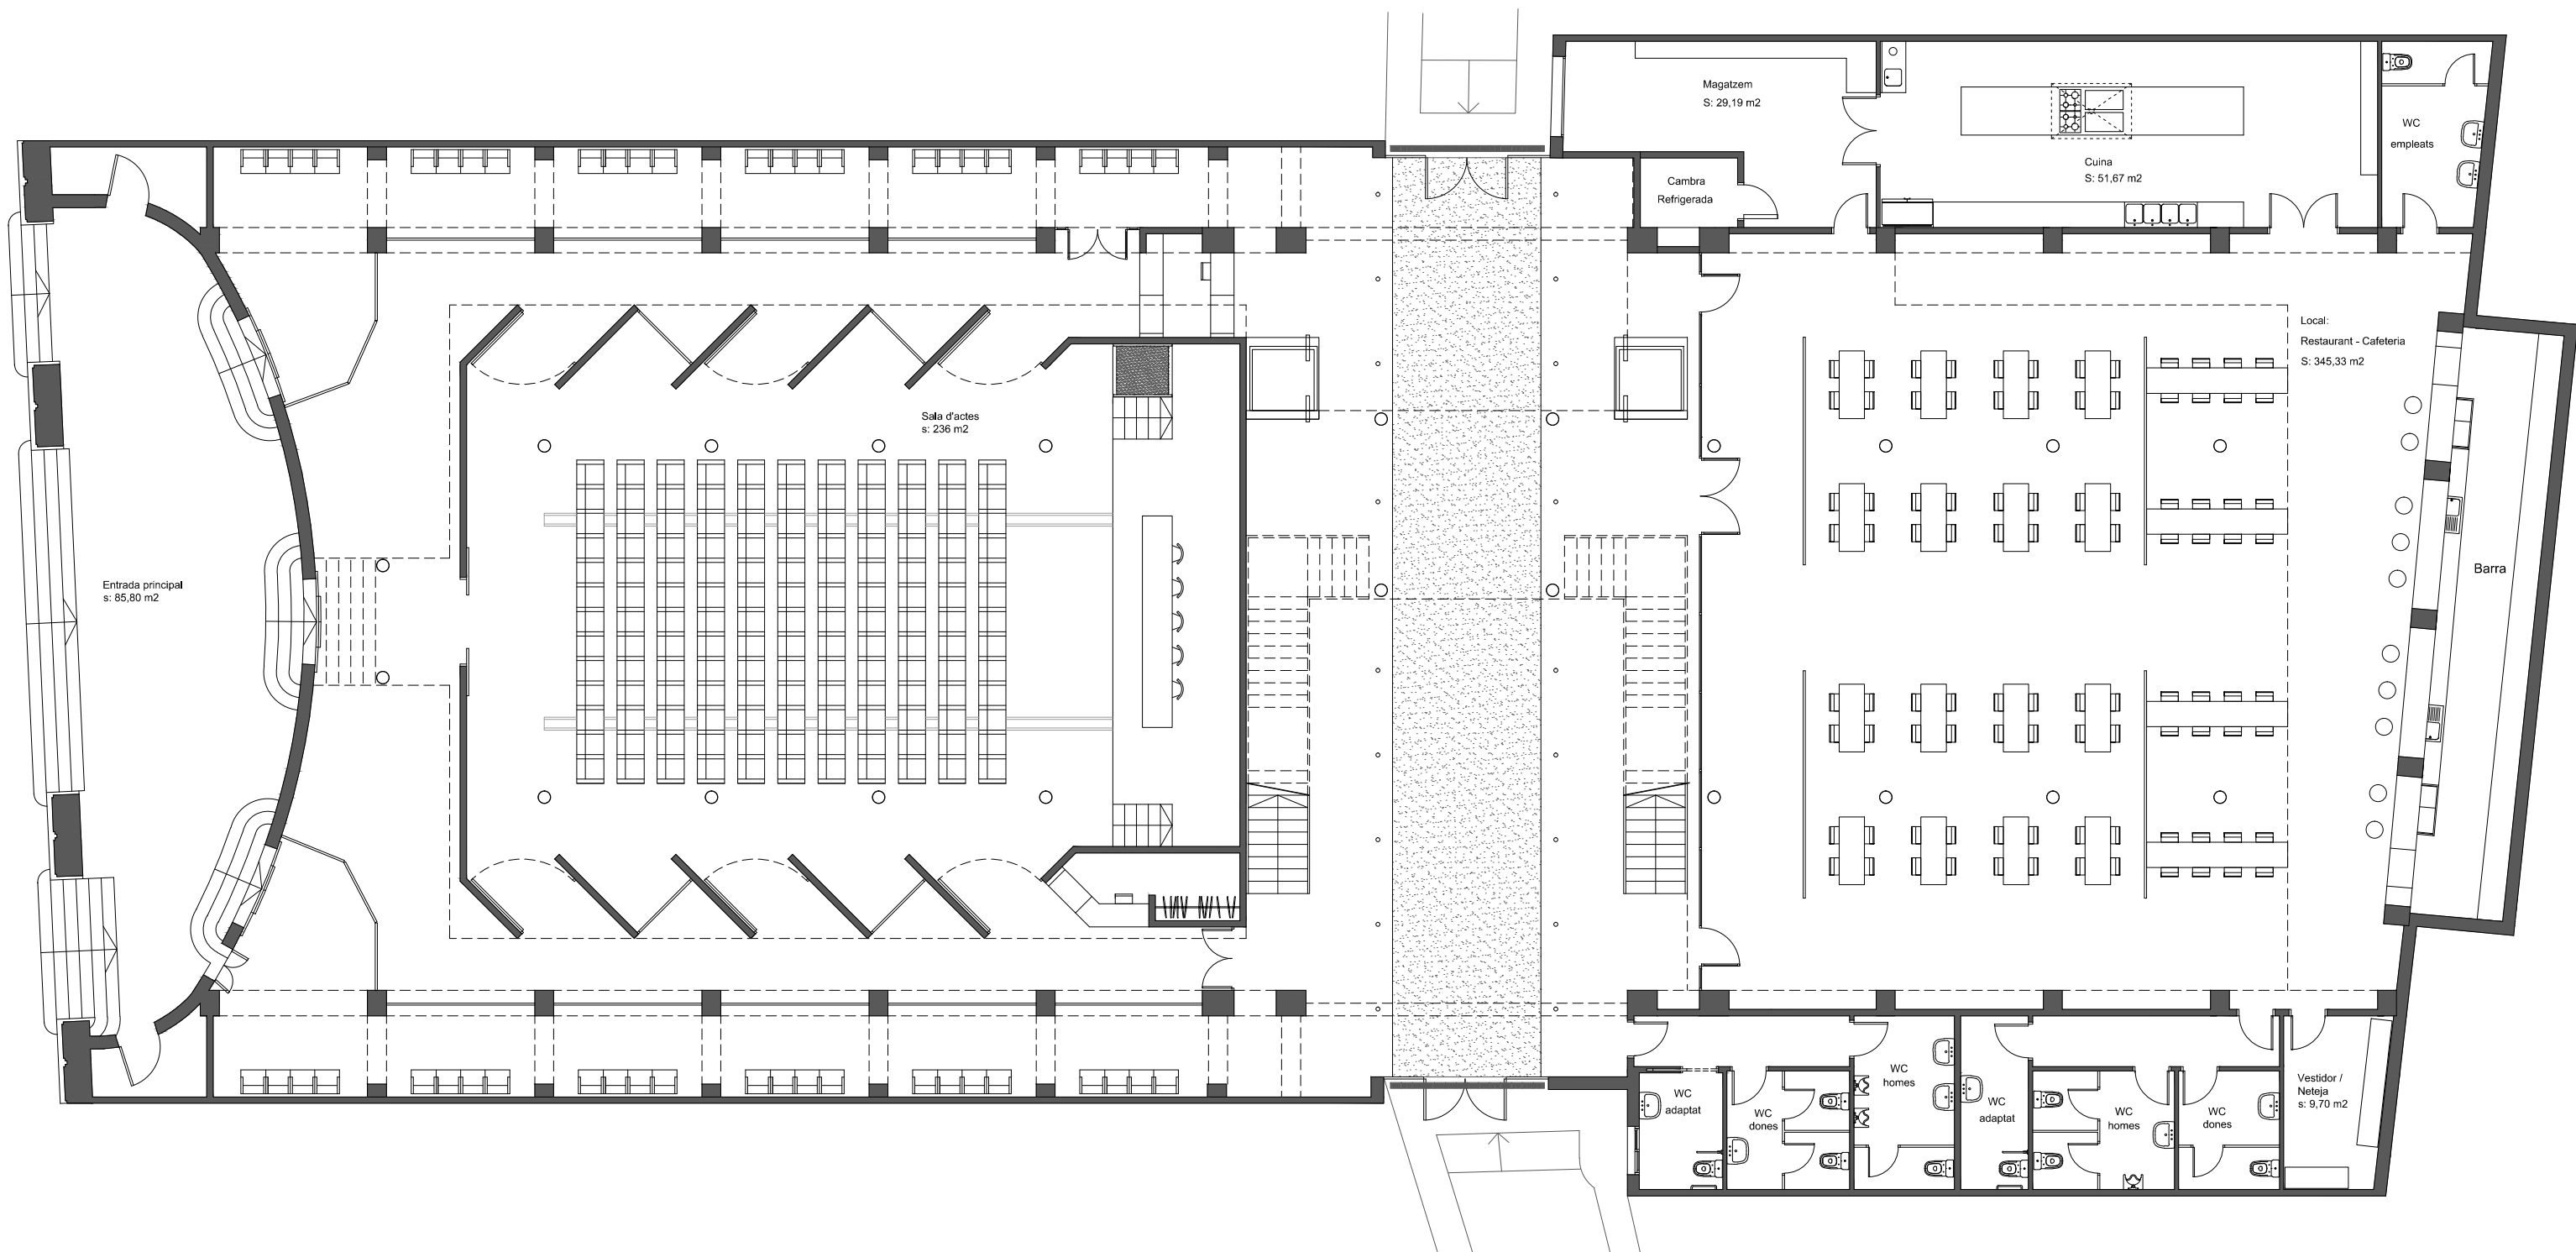 Magatzem
S: 29,19 m2
WC
empleats
Cuina
S: 51,67 m2
Cambra
Refrigerada
Local:
Restaurant - Cafeteria
S: 345,33 m2
Sala d'actes
s: 236 m2
Entrada principal
s: 85,80 m2
Barra
WC
adaptat
WC
dones
WC
homes
WC
adaptat
WC
homes
WC
dones
Vestidor /
Neteja
s: 9,70 m2